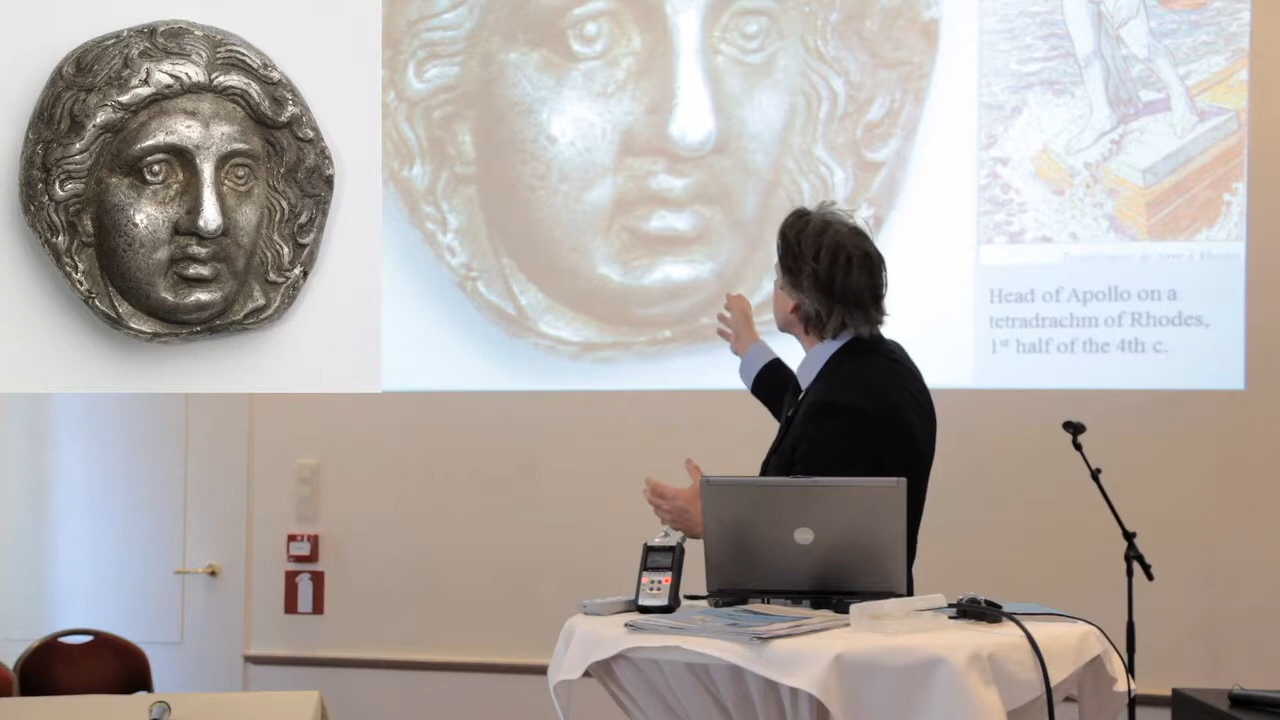 Head of Apollo on a
tetradrachm of Rhodes,
1st half of the 4th c.